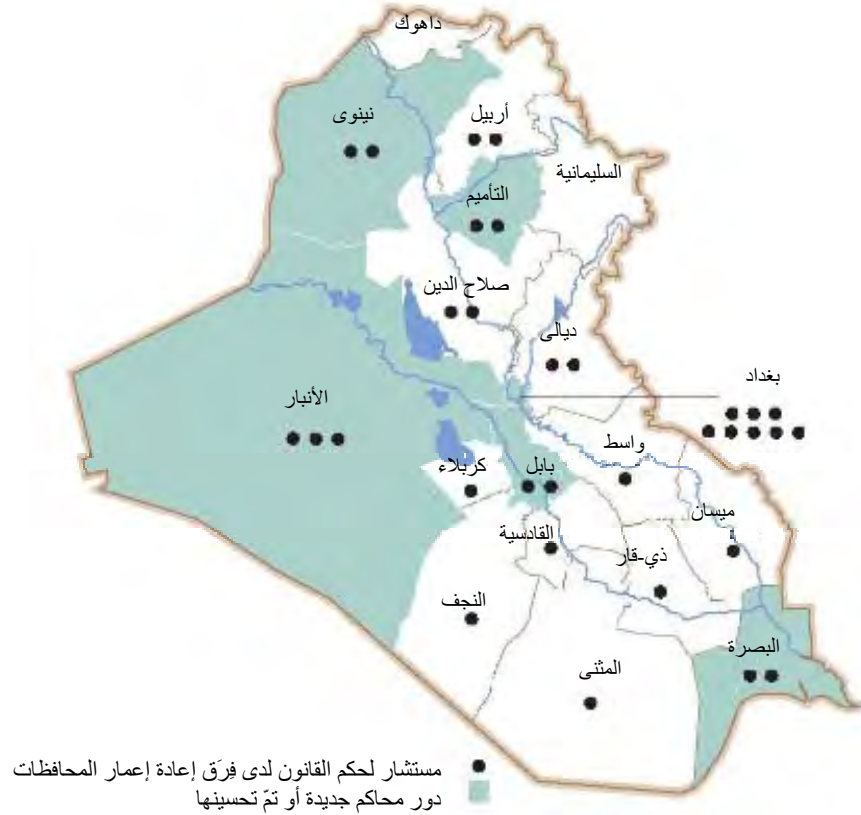 داهوك
نينوى
أربيل
السليمانية
التأميم
صلاح الدين
ديالى
بغداد
الأنبار
واسط
كربلاء
بابل
ميسان
القادسية
ذي-قار
النجف
البصرة
المثنى
مستشار لحكم القانون لدى فِرَق إعادة إعمار المحافظات
دور محاكم جديدة أو تمّ تحسينها